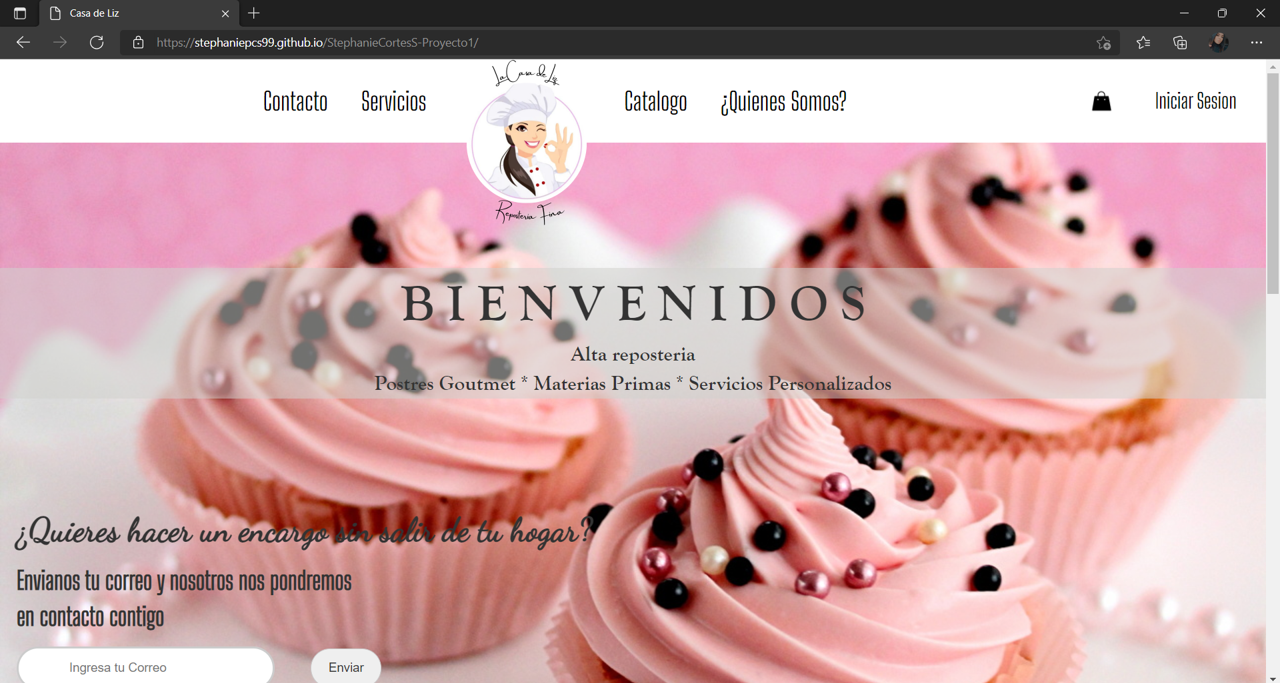 Casa de Liz
https://stephaniepcs99.github.io/StephanieCortesS-Proyecto1/
La Casa de Liz
Contacto
Servicios
Catalogo
¿Quienes Somos?
Iniciar Sesion
Reposteria Fina
BIENVENIDOS
Alta reposteria
Postres Goutmet * Materias Primas * Servicios Personalizados
¿Quieres hacer un encargo sin salir de tu hogar?
Envianos tu correo y nosotros nos pondremos
en contacto contigo
Ingresa tu Correo
Enviar